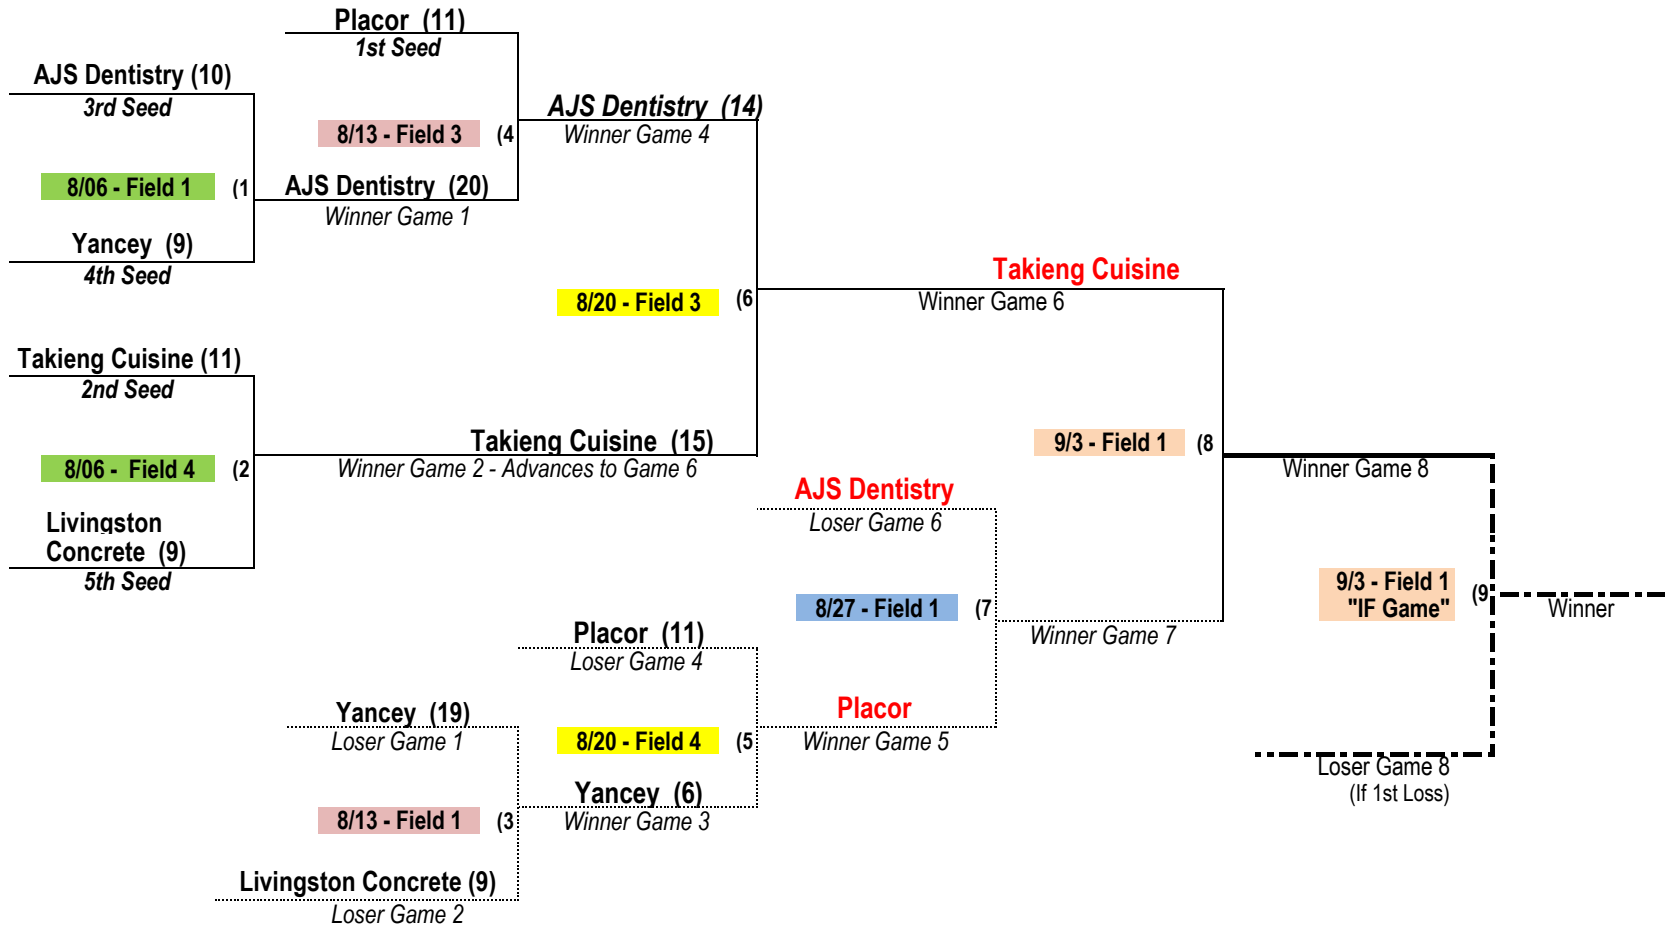 Placor (11)
1st Seed
AJS Dentistry (10)
3rd Seed
AJS Dentistry (14)
Winner Game 4
8/13 - Field 3 (4
8/06 - Field 1 (1
AJS Dentistry (20)
Winner Game 1
Yancey (9)
4th Seed
Takieng Cuisine
Winner Game 6
8/20 - Field 3 (6
Takieng Cuisine (11)
2nd Seed
Takieng Cuisine (15)
Winner Game 2 - Advances to Game 6
8/06 - Field 4 (2
9/3 - Field 1 (8
Winner Game 8
AJS Dentistry
Loser Game 6
Livingston
Concrete (9)
5th Seed
9/3 - Field 1
"IF Game" (9
Winner
8/27 - Field 1 (7
Winner Game 7
Placor (11)
Loser Game 4
Placor
Winner Game 5
Yancey (19)
Loser Game 1
8/20 - Field 4 (5
Loser Game 8
(If 1st Loss)
Yancey (6)
Winner Game 3
8/13 - Field 1 (3
Livingston Concrete (9)
Loser Game 2